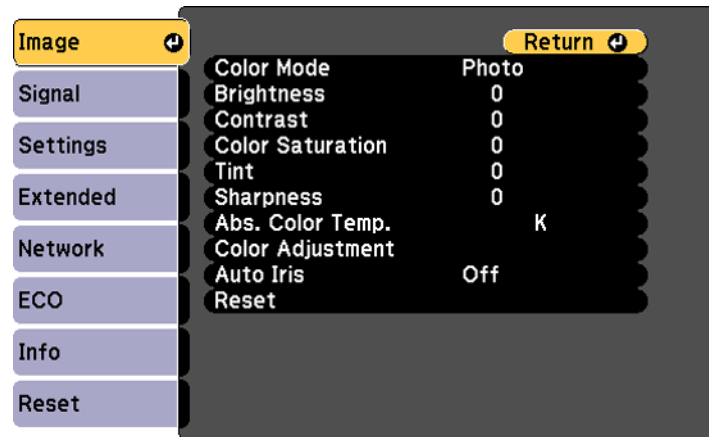 Image
Signal
Settings
Extended
Network
ECO
Info
Reset
Return
Color Mode Photo
Brightness 0
Contrast 0
Color Saturation 0
Tint 0
Sharpness 0
Abs. Color Temp. K
Color Adjustment
Auto Iris Off
Reset